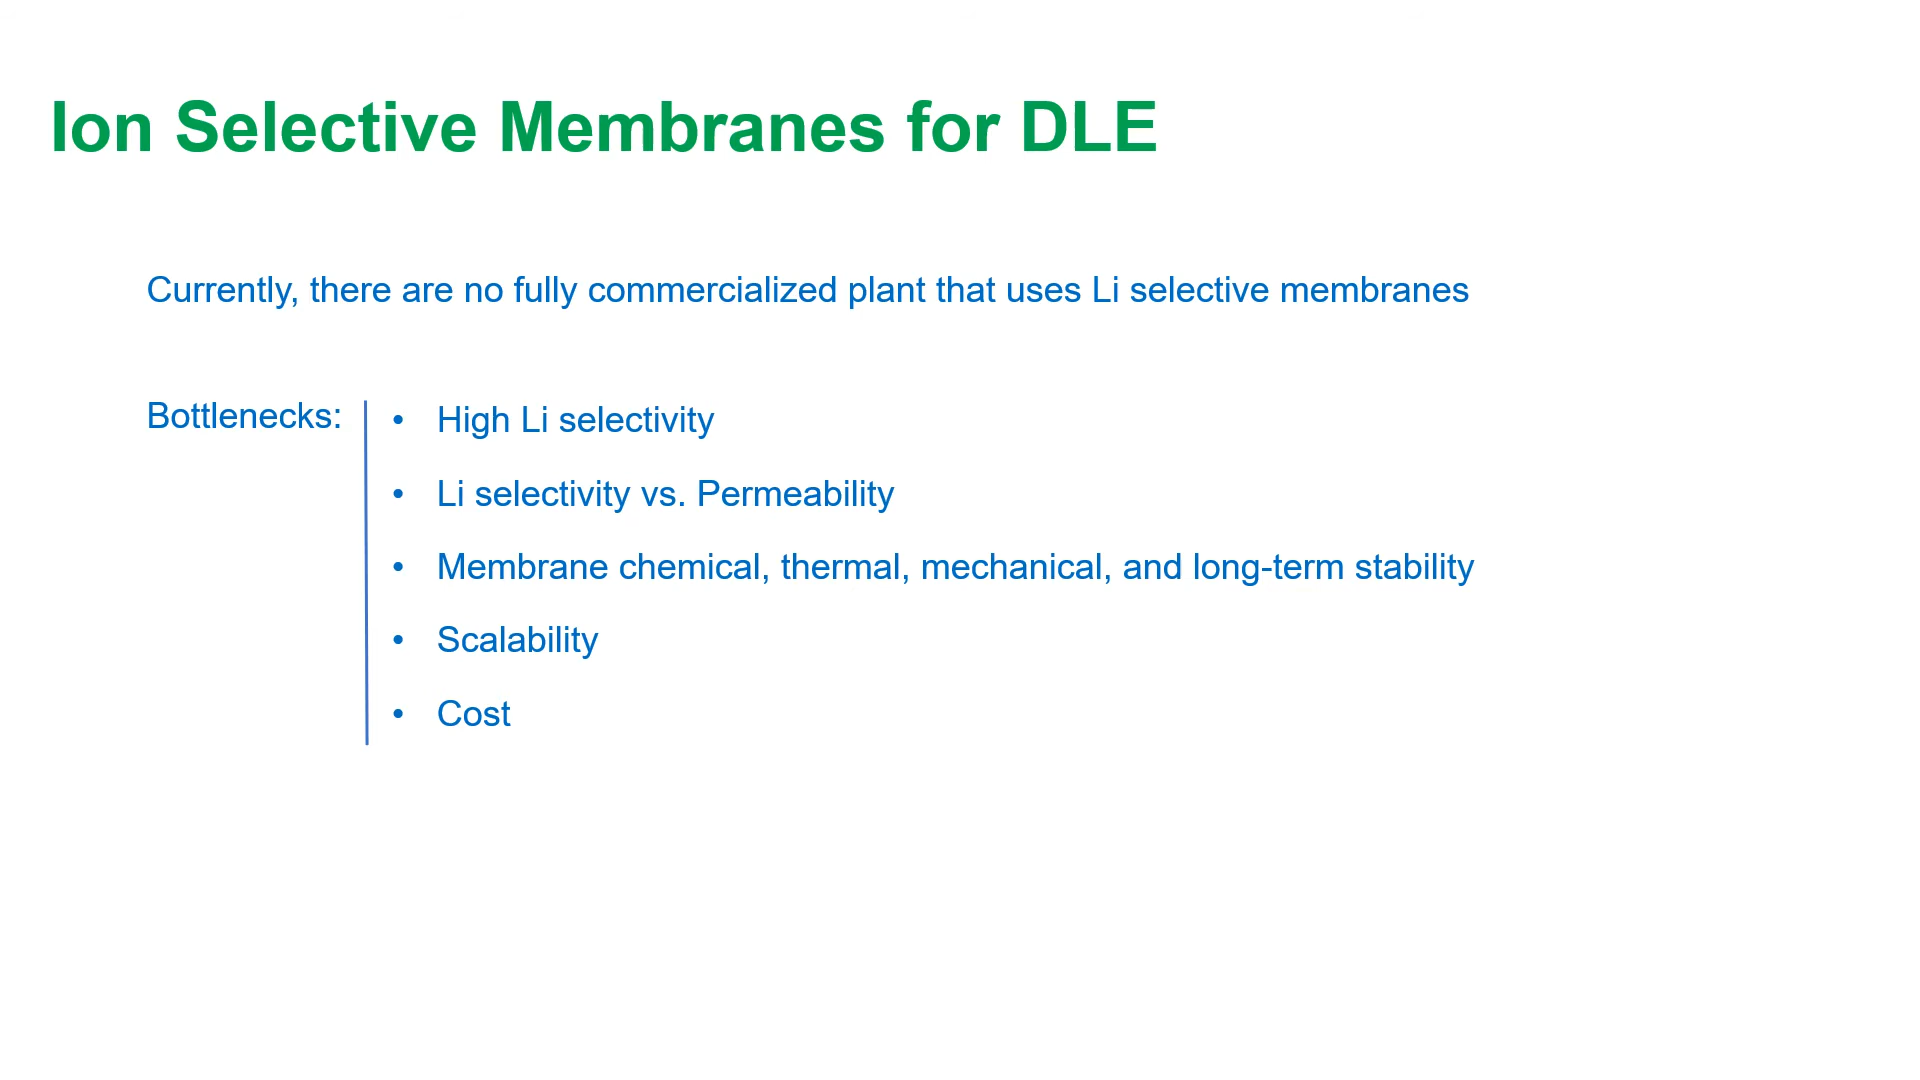 Ion Selective Membranes for DLE
Currently, there are no fully commercialized plant that uses Li selective membranes
Bottlenecks:
• High Li selectivity
• Li selectivity vs. Permeability
• Membrane chemical, thermal, mechanical, and long-term stability
• Scalability
• Cost